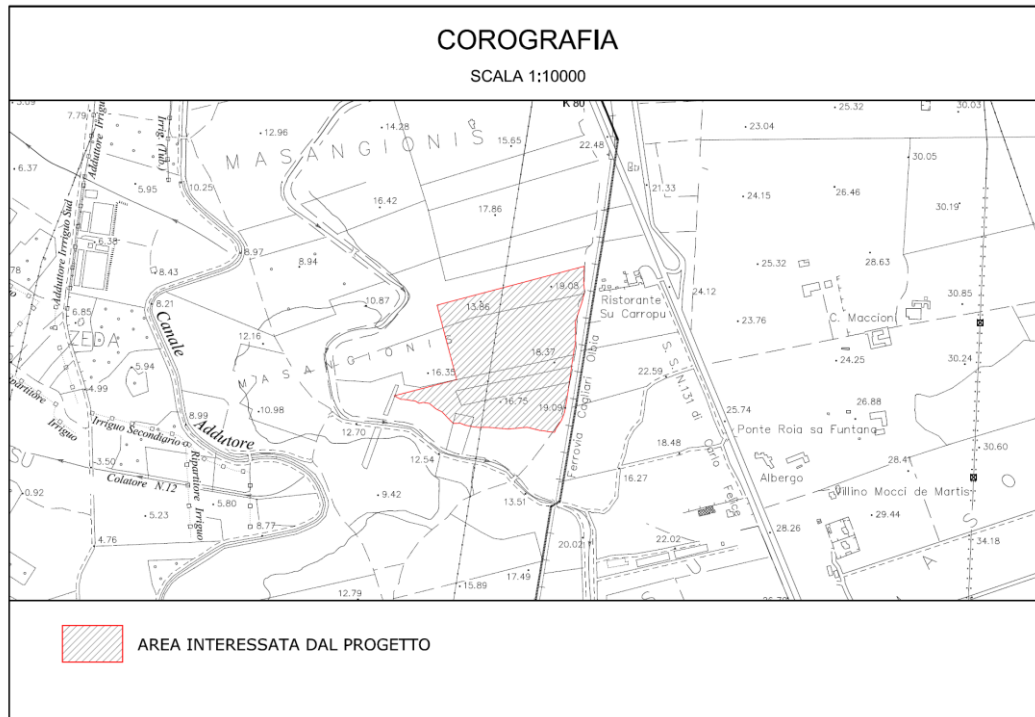 COROGRAFIA
SCALA 1:10000
K 80
25.32
30.03
7.79
12.96
14.28
15.65
22.48
23.04
MASANGIONIS
Adduttore Irriguo Sud
Irrig. (Tub.)
6.37
5.95
10.25
16.42
17.86
21.33
24.15
26.46
30.05
30.19
6.38
8.97
8.94
8.43
25.32
28.63
10.87
13.86
19.08
Ristorante
Su Carropu
24.12
30.85
8.21
6.85
ZEDA
Canale
Adduttore
12.16
MASANGIONIS
23.76
C. Maccioni
24.25
30.24
5.94
4.99
16.35
18.37
22.59
Ferrovia Cagliari Olbia
S.S.N.131 di Carlo Felice
10.98
16.75
19.09
26.88
8.99
Irriguo Secondiario
Irriguo
12.70
25.74
Ponte Roia sa Funtana
18.48
30.60
3.50
Colatore N.12
Ripartitore Irriguo
12.54
16.27
Albergo
28.41
0.92
5.23
5.80
9.42
13.51
Villino Mocci de Martis
29.44
4.76
8.77
20.02
22.02
28.26
34.18
12.79
15.89
17.49
AREA INTERESSATA DAL PROGETTO